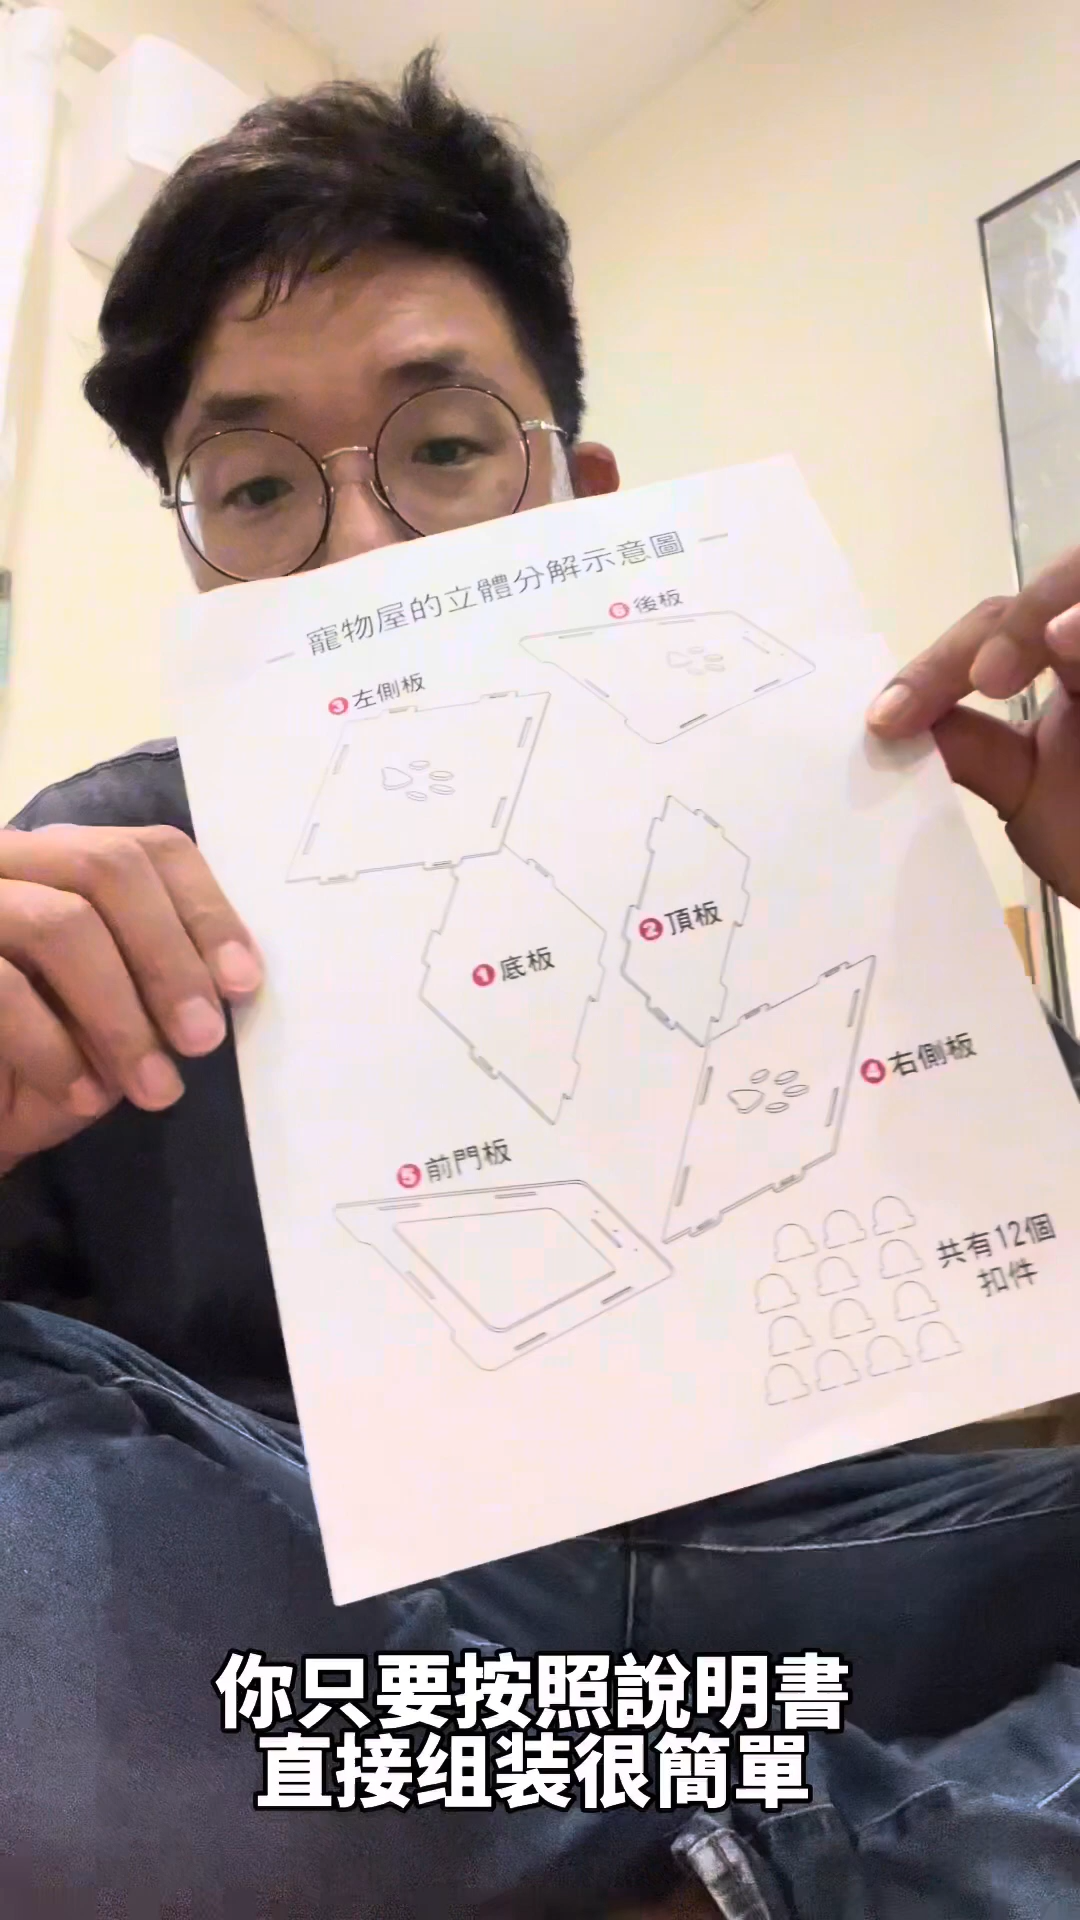 寵物屋的立體分解示意圖
6後板
3左側板
2頂板
1底板
4右側板
5前門板
共有12個
扣件
你只要按照說明書
直接组装很簡單